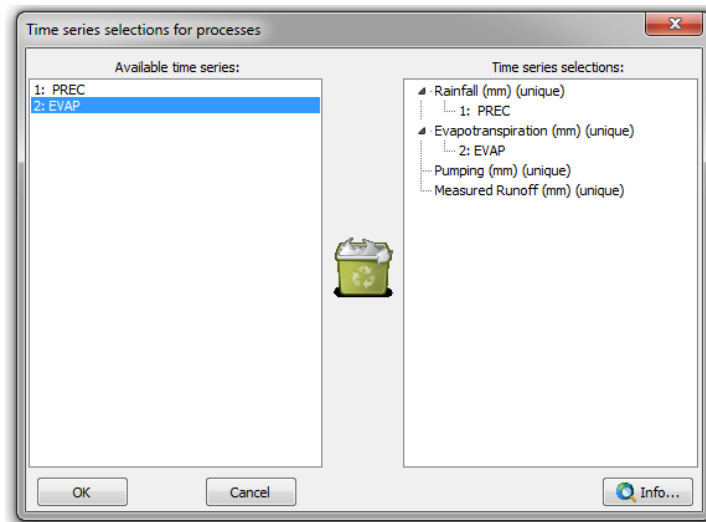 Time series selections for processes
Available time series:
1: PREC
2: EVAP
Time series selections:
Rainfall (mm) (unique)
1: PREC
Evapotranspiration (mm) (unique)
2: EVAP
Pumping (mm) (unique)
Measured Runoff (mm) (unique)
OK
Cancel
Info...